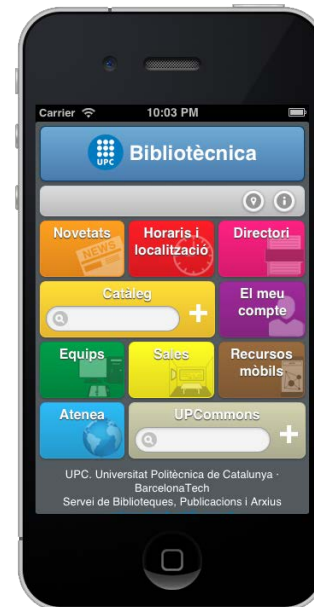 Carrier 10:03 PM
UPC Bibliotècnica
Novetats
NEWS
Horaris i
localització
Directori
Catàleg
El meu
compte
Equips
Sales
Recursos
mòbils
Atenea
UPCommons
UPC. Universitat Politècnica de Catalunya ·
BarcelonaTech
Servei de Biblioteques, Publicacions i Arxius